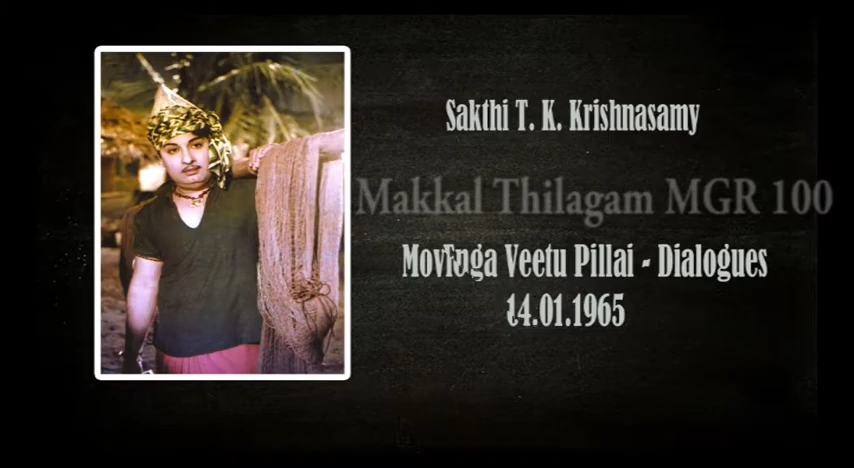 Sakthi T. K. Krishnasamy
Makkal Thilagam MGR 100
Veetu Pillai - Dialogues
14.01.1965